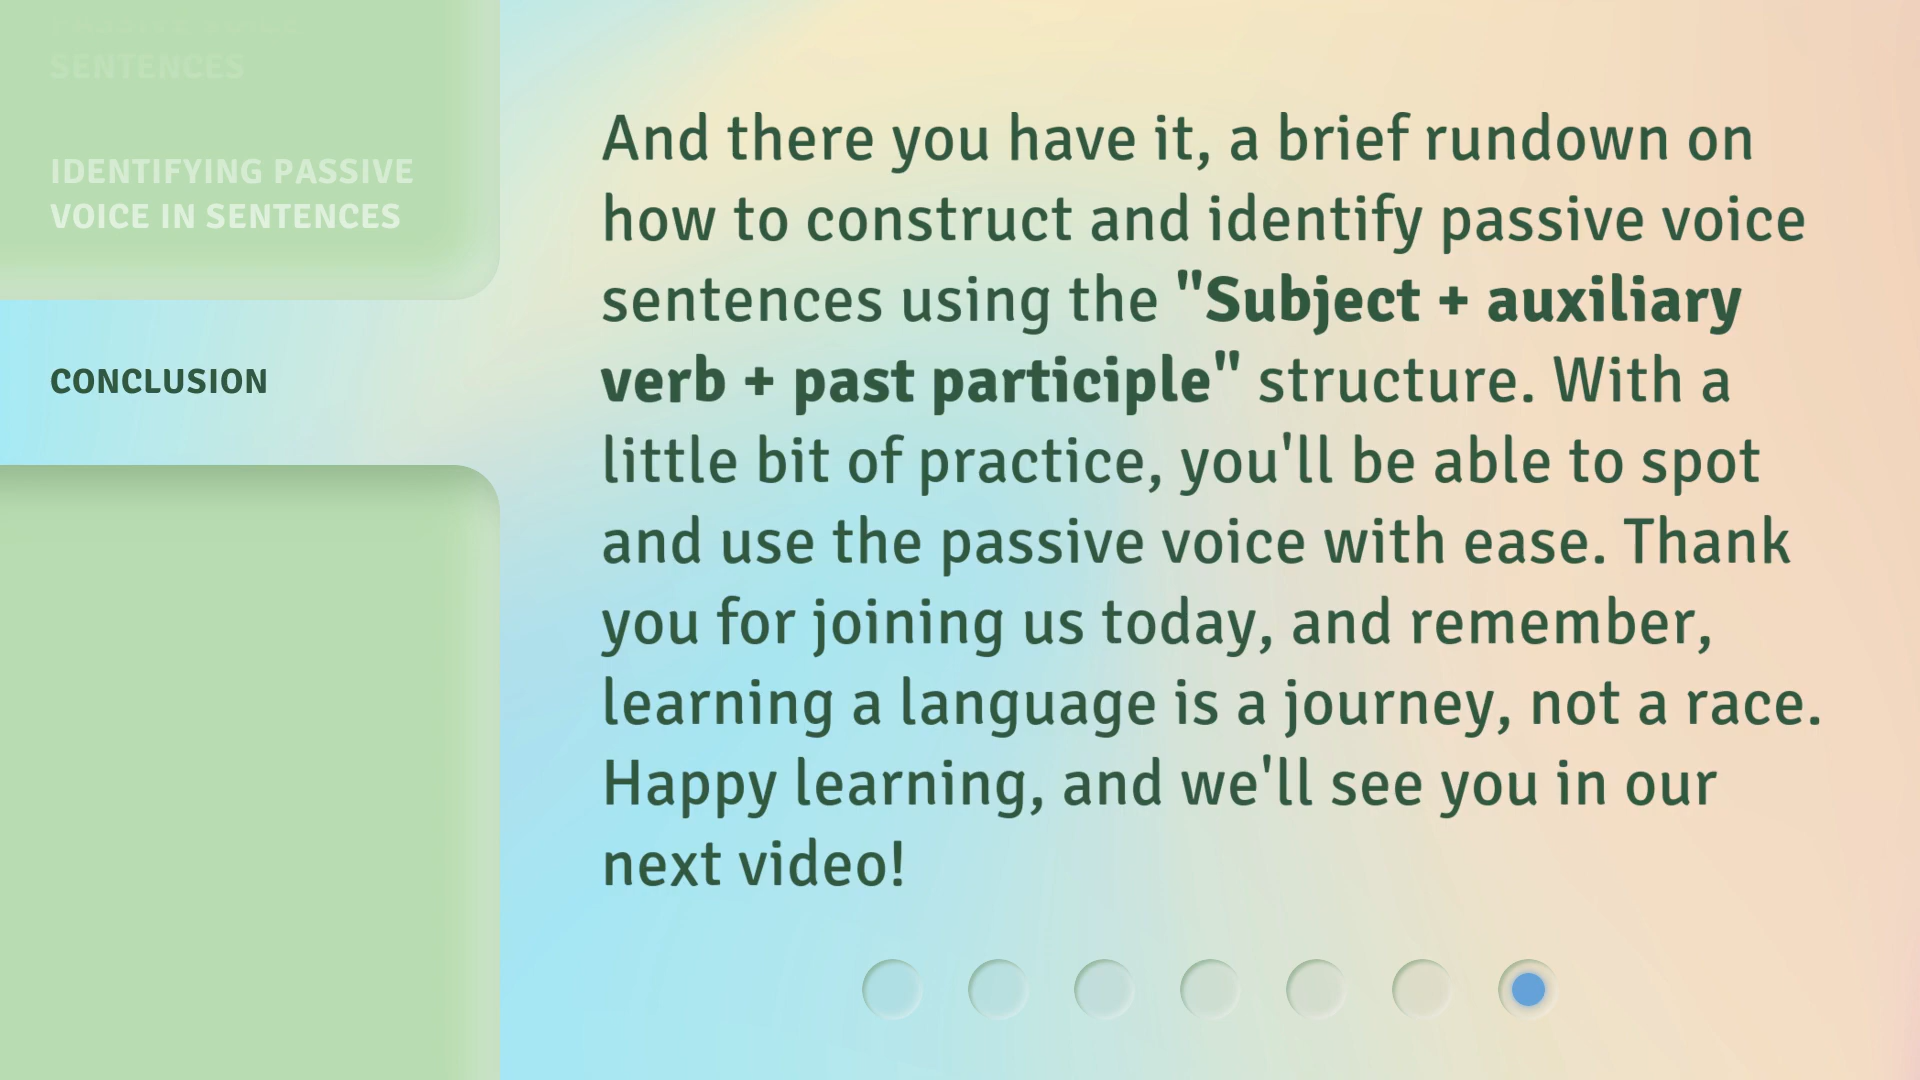 SENTENCES
IDENTIFYING PASSIVE
VOICE IN SENTENCES
CONCLUSION
And there you have it, a brief rundown on
how to construct and identify passive voice
sentences using the "Subject + auxiliary
verb + past participle" structure. With a
little bit of practice, you'll be able to spot
and use the passive voice with ease. Thank
you for joining us today, and remember,
learning a language is a journey, not a race.
Happy learning, and we'll see you in our
next video!